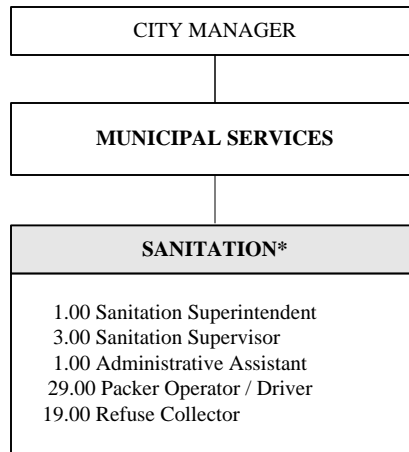 CITY MANAGER
MUNICIPAL SERVICES
SANITATION*
1.00 Sanitation Superintendent
3.00 Sanitation Supervisor
1.00 Administrative Assistant
29.00 Packer Operator / Driver
19.00 Refuse Collector